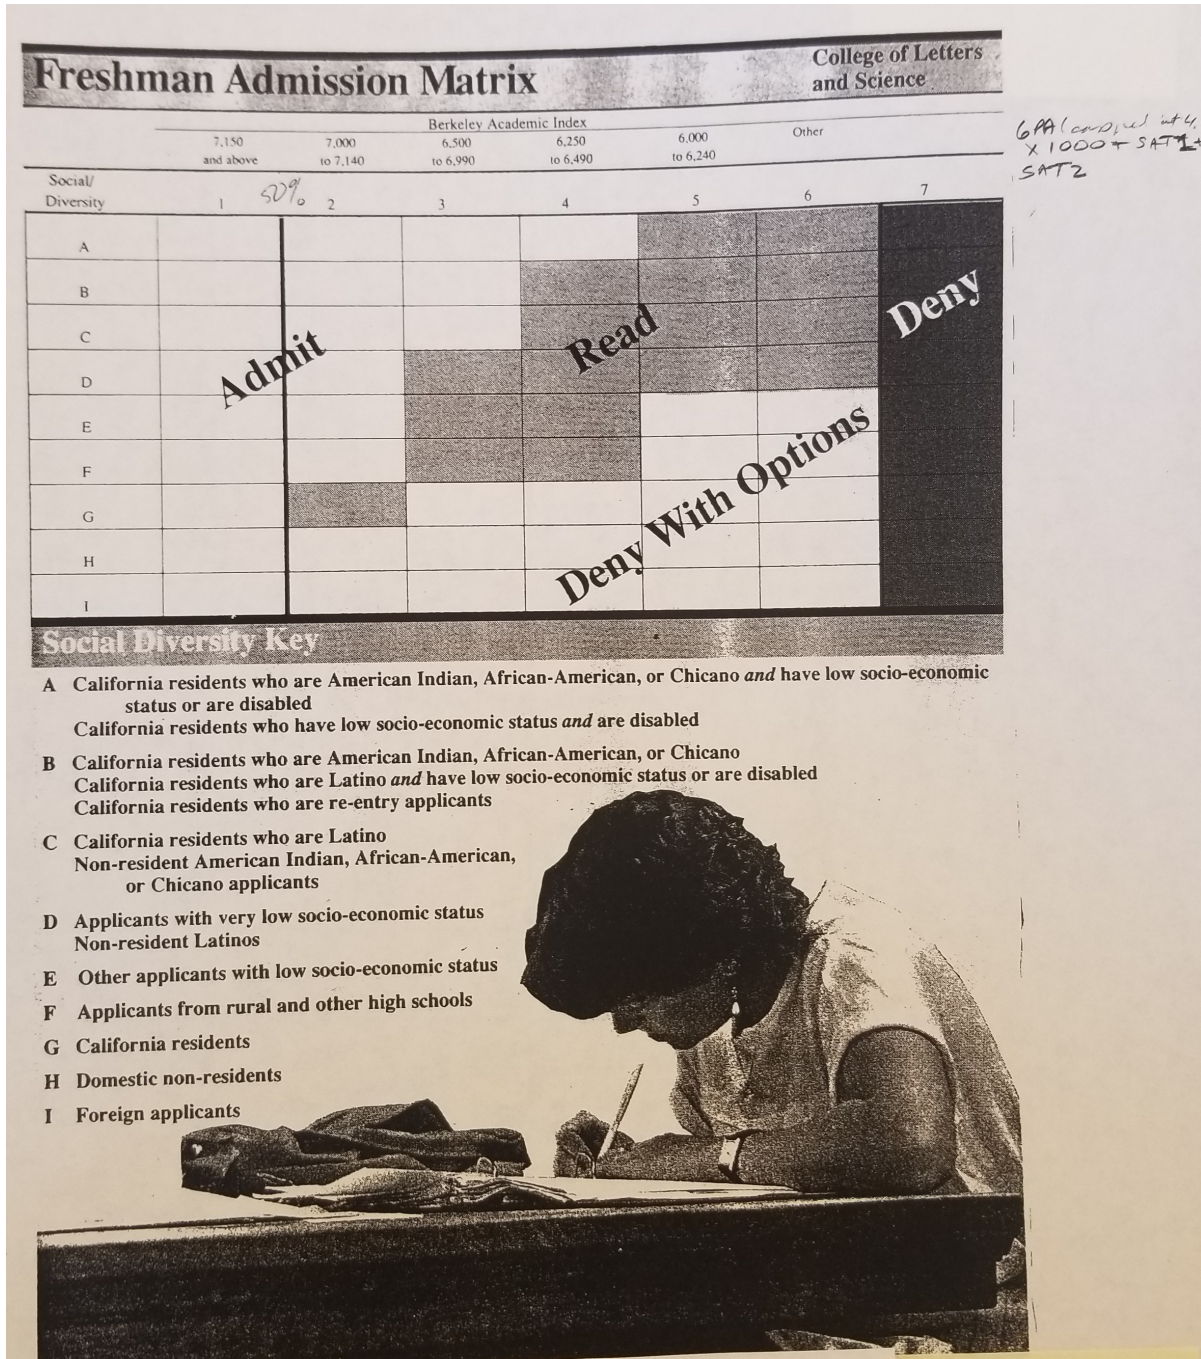 Freshman Admission Matrix
College of Letters
and Science
Berkeley Academic Index
7,150
and above
7,000
to 7,140
6,500
to 6,990
6,250
to 6,490
6,000
to 6,240
Other
GPA (capped at 4
X 1000 + SAT1+
SAT2
Social/
Diversity
1 50% 2 3 4 5 6 7
A
B
C
D
E
F
G
H
I
Admit
Read
Deny
Deny With Options
Social Diversity Key
A California residents who are American Indian, African-American, or Chicano and have low socio-economic
status or are disabled
California residents who have low socio-economic status and are disabled
B California residents who are American Indian, African-American, or Chicano
California residents who are Latino and have low socio-economic status or are disabled
California residents who are re-entry applicants
C California residents who are Latino
Non-resident American Indian, African-American,
or Chicano applicants
D Applicants with very low socio-economic status
Non-resident Latinos
E Other applicants with low socio-economic status
F Applicants from rural and other high schools
G California residents
H Domestic non-residents
I Foreign applicants